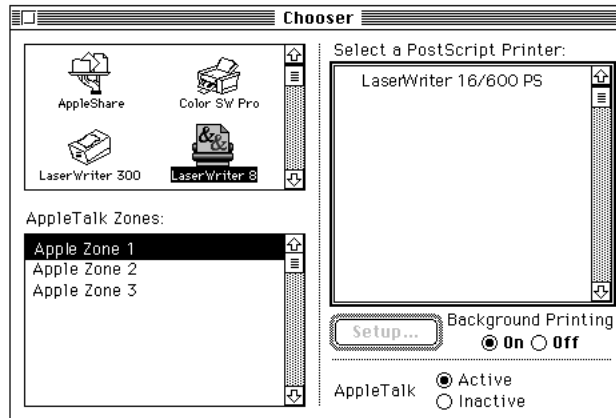 Chooser
AppleShare
Color SW Pro
LaserWriter 300
LaserWriter 8
AppleTalk Zones:
Apple Zone 1
Apple Zone 2
Apple Zone 3
Select a PostScript Printer:
LaserWriter 16/600 PS
Setup...
Background Printing
On Off
AppleTalk
Active
Inactive